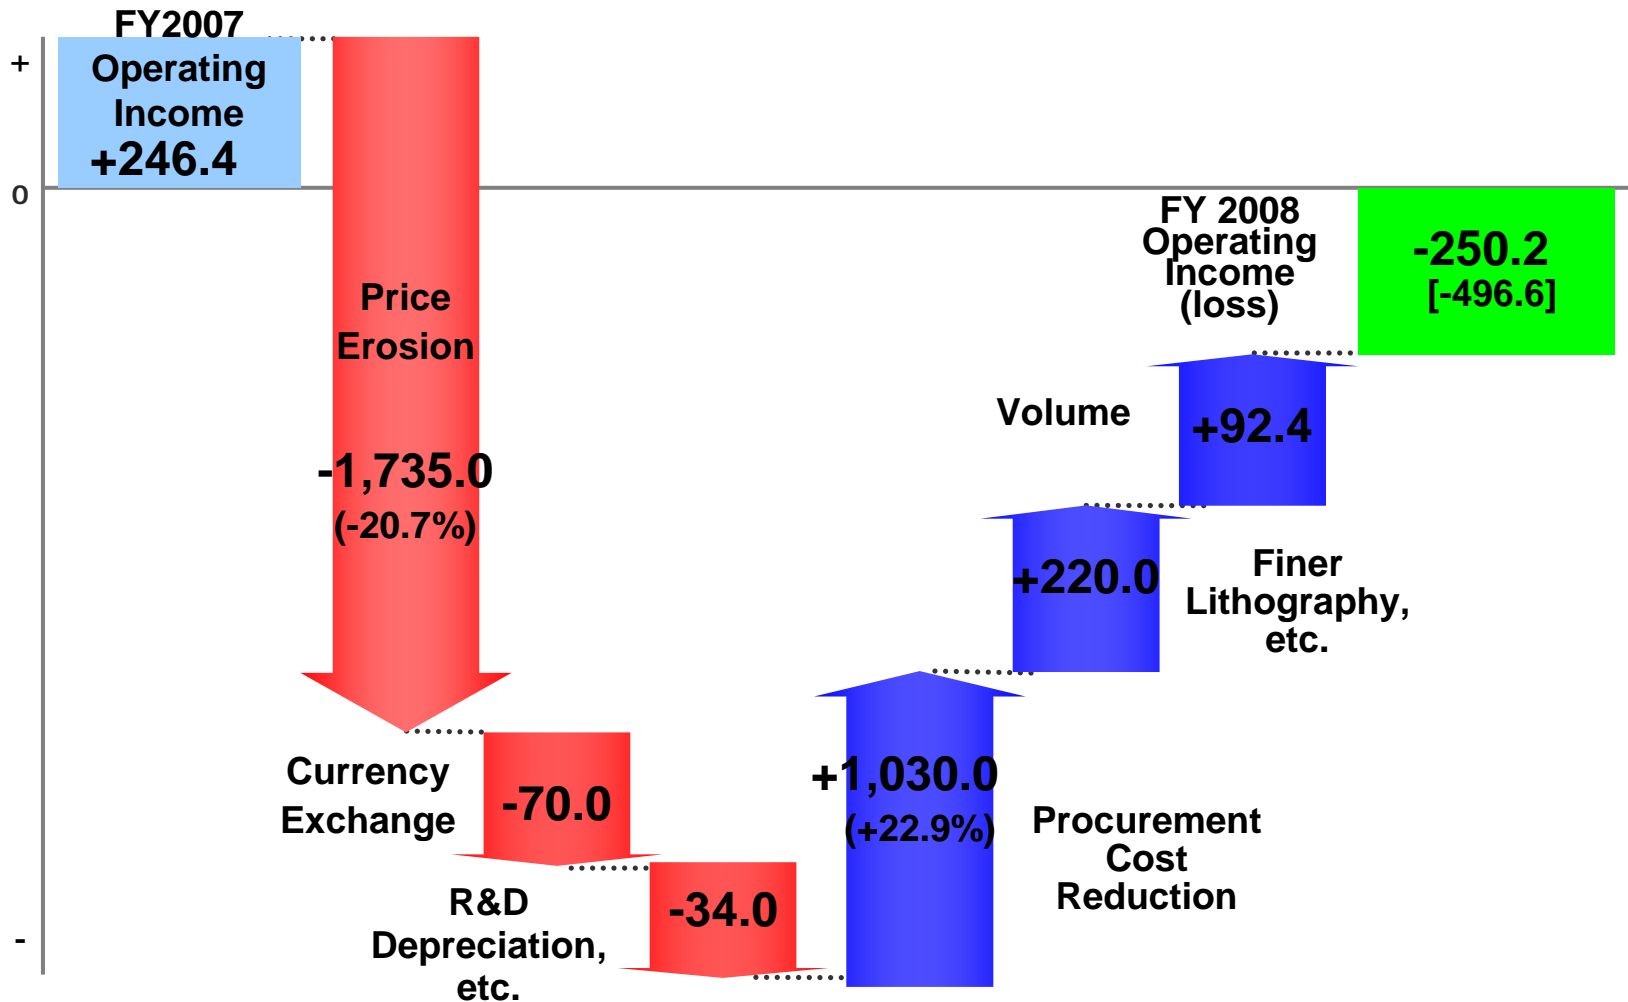 FY2007
Operating
Income
+246.4
+
0
-
Price
Erosion
-1,735.0
(-20.7%)
Currency
Exchange
-70.0
R&D
Depreciation,
etc.
-34.0
+1,030.0
(+22.9%)
Procurement
Cost
Reduction
+220.0
Finer
Lithography,
etc.
Volume
+92.4
FY 2008
Operating
Income
(loss)
-250.2
[-496.6]